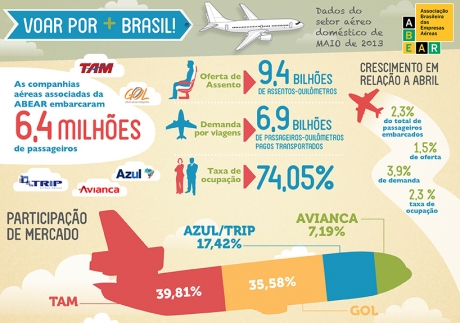 VOAR POR + BRASIL!
Dados do
setor aéreo
doméstico de
MAIO de 2013
ABEAR
Associação
Brasileira
das
Empresas
Aéreas
TAM
GOL
As companhias
aéreas associadas da
ABEAR embarcaram
6,4 MILHÕES
de passageiros
TRIP
Azul
Avianca
Oferta de
Assento
9,4 BILHÕES
DE ASSENTOS-QUILÔMETROS
Demanda
por viagens
6,9 BILHÕES
DE PASSAGEIROS-QUILÔMETROS
PAGOS TRANSPORTADOS
Taxa de
ocupação
74,05%
CRESCIMENTO EM
RELAÇÃO A ABRIL
2,3%
do total de
passageiros
embarcados
1,5%
de oferta
3,9%
de demanda
2,3 %
taxa de
ocupação
PARTICIPAÇÃO
DE MERCADO
AZUL/TRIP
17,42%
AVIANCA
7,19%
TAM
39,81%
35,58%
GOL